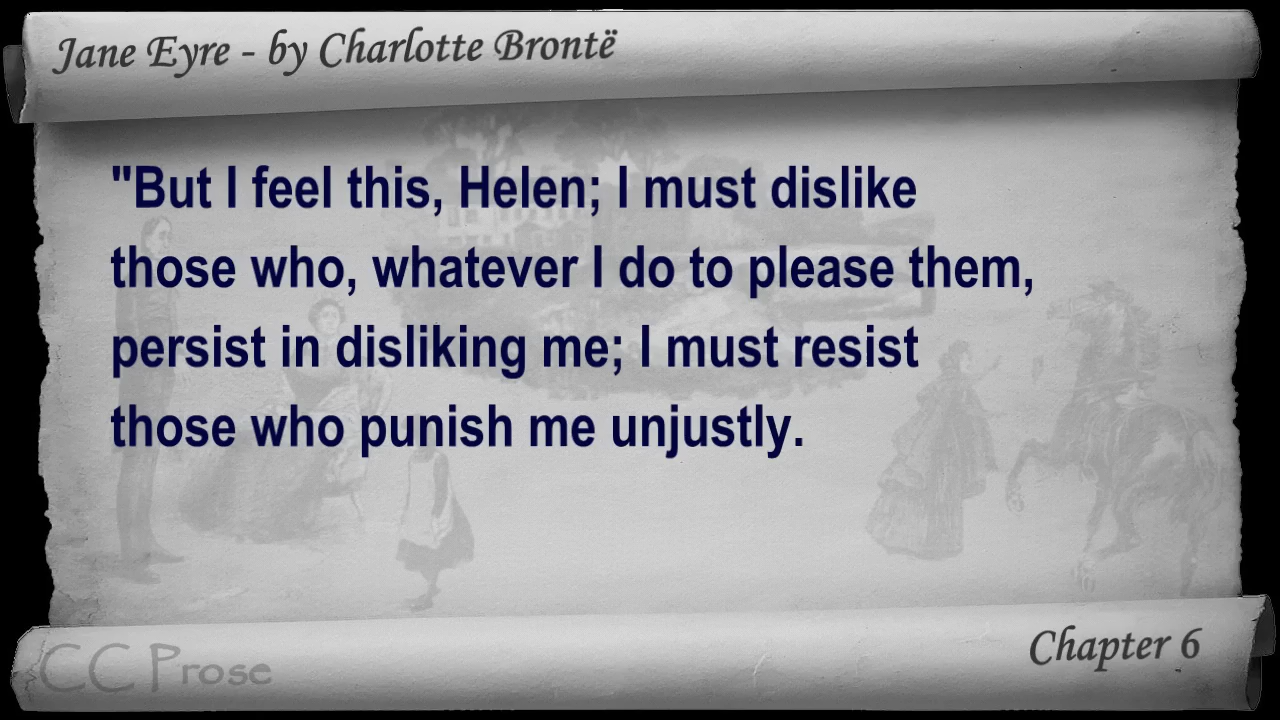 Jane Eyre - by Charlotte Brontë
"But I feel this, Helen; I must dislike
those who, whatever I do to please them,
persist in disliking me; I must resist
those who punish me unjustly.
Chapter 6
CC Prose